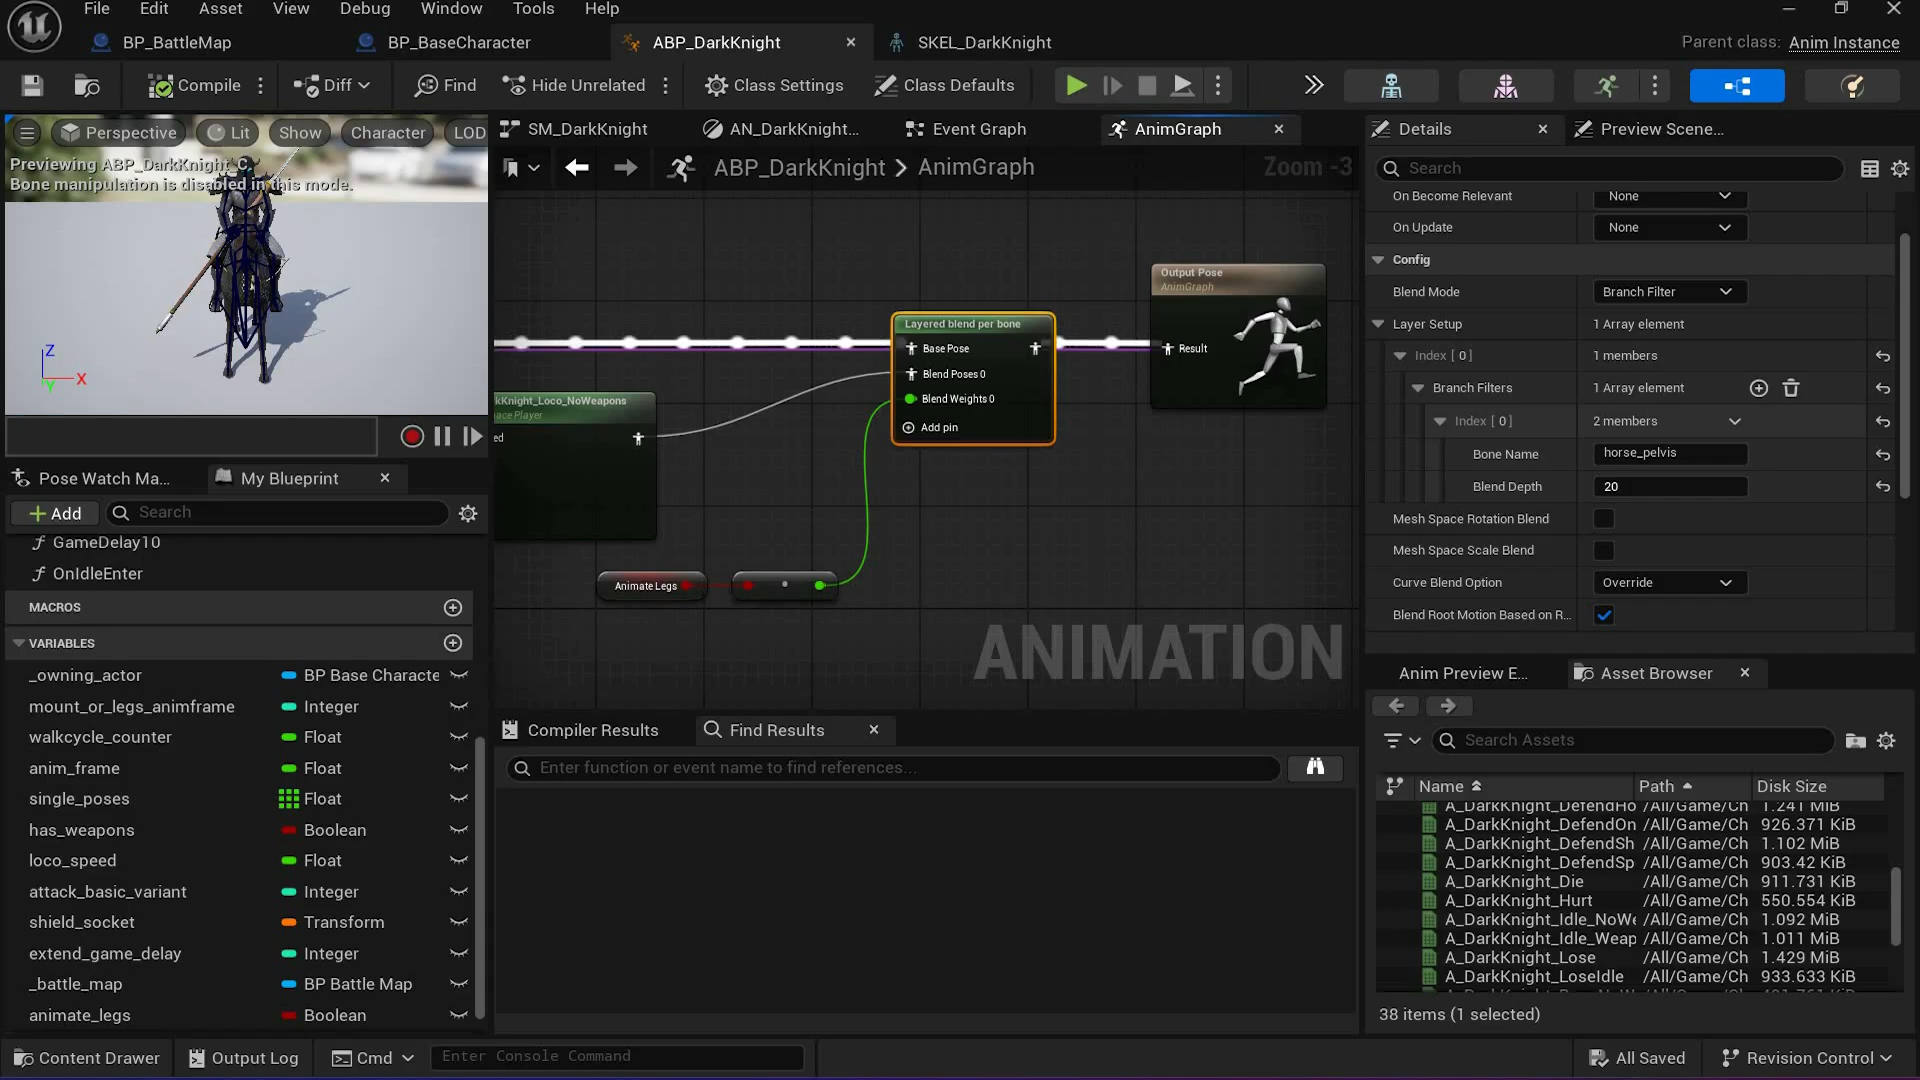 File Edit Asset View Debug Window Tools Help
BP_BattleMap BP_BaseCharacter ABP_DarkKnight SKEL_DarkKnight Parent class: Anim Instance
Compile Diff Find Hide Unrelated Class Settings Class Defaults
Perspective Lit Show Character LOD
Previewing ABP_DarkKnight_C.
Bone manipulation is disabled in this mode.
Z
X
Y
SM_DarkKnight AN_DarkKnight... Event Graph AnimGraph
ABP_DarkKnight > AnimGraph Zoom -3
Output Pose
AnimGraph
Result
Layered blend per bone
Base Pose
Blend Poses 0
Blend Weights 0
Add pin
kKnight_Loco_NoWeapons
pace Player
ed
Animate Legs
ANIMATION
Details Preview Scene...
Search
On Become Relevant None
On Update None
Config
Blend Mode Branch Filter
Layer Setup 1 Array element
Index [ 0 ] 1 members
Branch Filters 1 Array element
Index [ 0 ] 2 members
Bone Name horse_pelvis
Blend Depth 20
Mesh Space Rotation Blend
Mesh Space Scale Blend
Curve Blend Option Override
Blend Root Motion Based on R...
Pose Watch Ma... My Blueprint
Add Search
GameDelay10
OnIdleEnter
MACROS
VARIABLES
_owning_actor BP Base Characte
mount_or_legs_animframe Integer
walkcycle_counter Float
anim_frame Float
single_poses Float
has_weapons Boolean
loco_speed Float
attack_basic_variant Integer
shield_socket Transform
extend_game_delay Integer
_battle_map BP Battle Map
animate_legs Boolean
Compiler Results Find Results
Enter function or event name to find references...
Anim Preview E... Asset Browser
Search Assets
Name Path Disk Size
A_DarkKnight_DefendHo /All/Game/Ch 1.241 MiB
A_DarkKnight_DefendOn /All/Game/Ch 926.371 KiB
A_DarkKnight_DefendSh /All/Game/Ch 1.102 MiB
A_DarkKnight_DefendSp /All/Game/Ch 903.42 KiB
A_DarkKnight_Die /All/Game/Ch 911.731 KiB
A_DarkKnight_Hurt /All/Game/Ch 550.554 KiB
A_DarkKnight_Idle_NoWe /All/Game/Ch 1.092 MiB
A_DarkKnight_Idle_Weap /All/Game/Ch 1.011 MiB
A_DarkKnight_Lose /All/Game/Ch 1.429 MiB
A_DarkKnight_LoseIdle /All/Game/Ch 933.633 KiB
38 items (1 selected)
Content Drawer Output Log Cmd Enter Console Command All Saved Revision Control